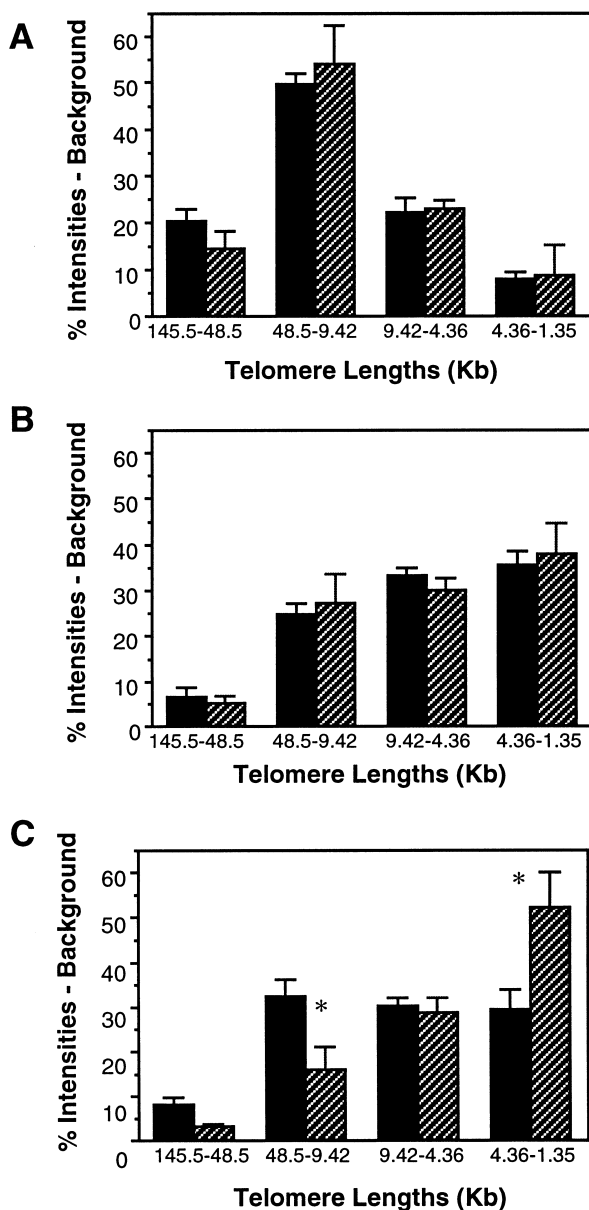 A
% Intensities - Background
60
50
40
30
20
10
0
145.5-48.5 48.5-9.42 9.42-4.36 4.36-1.35
Telomere Lengths (Kb)
B
% Intensities - Background
60
50
40
30
20
10
0
145.5-48.5 48.5-9.42 9.42-4.36 4.36-1.35
Telomere Lengths (Kb)
C
% Intensities - Background
60
50
40
30
20
10
0
*
*
145.5-48.5 48.5-9.42 9.42-4.36 4.36-1.35
Telomere Lengths (Kb)